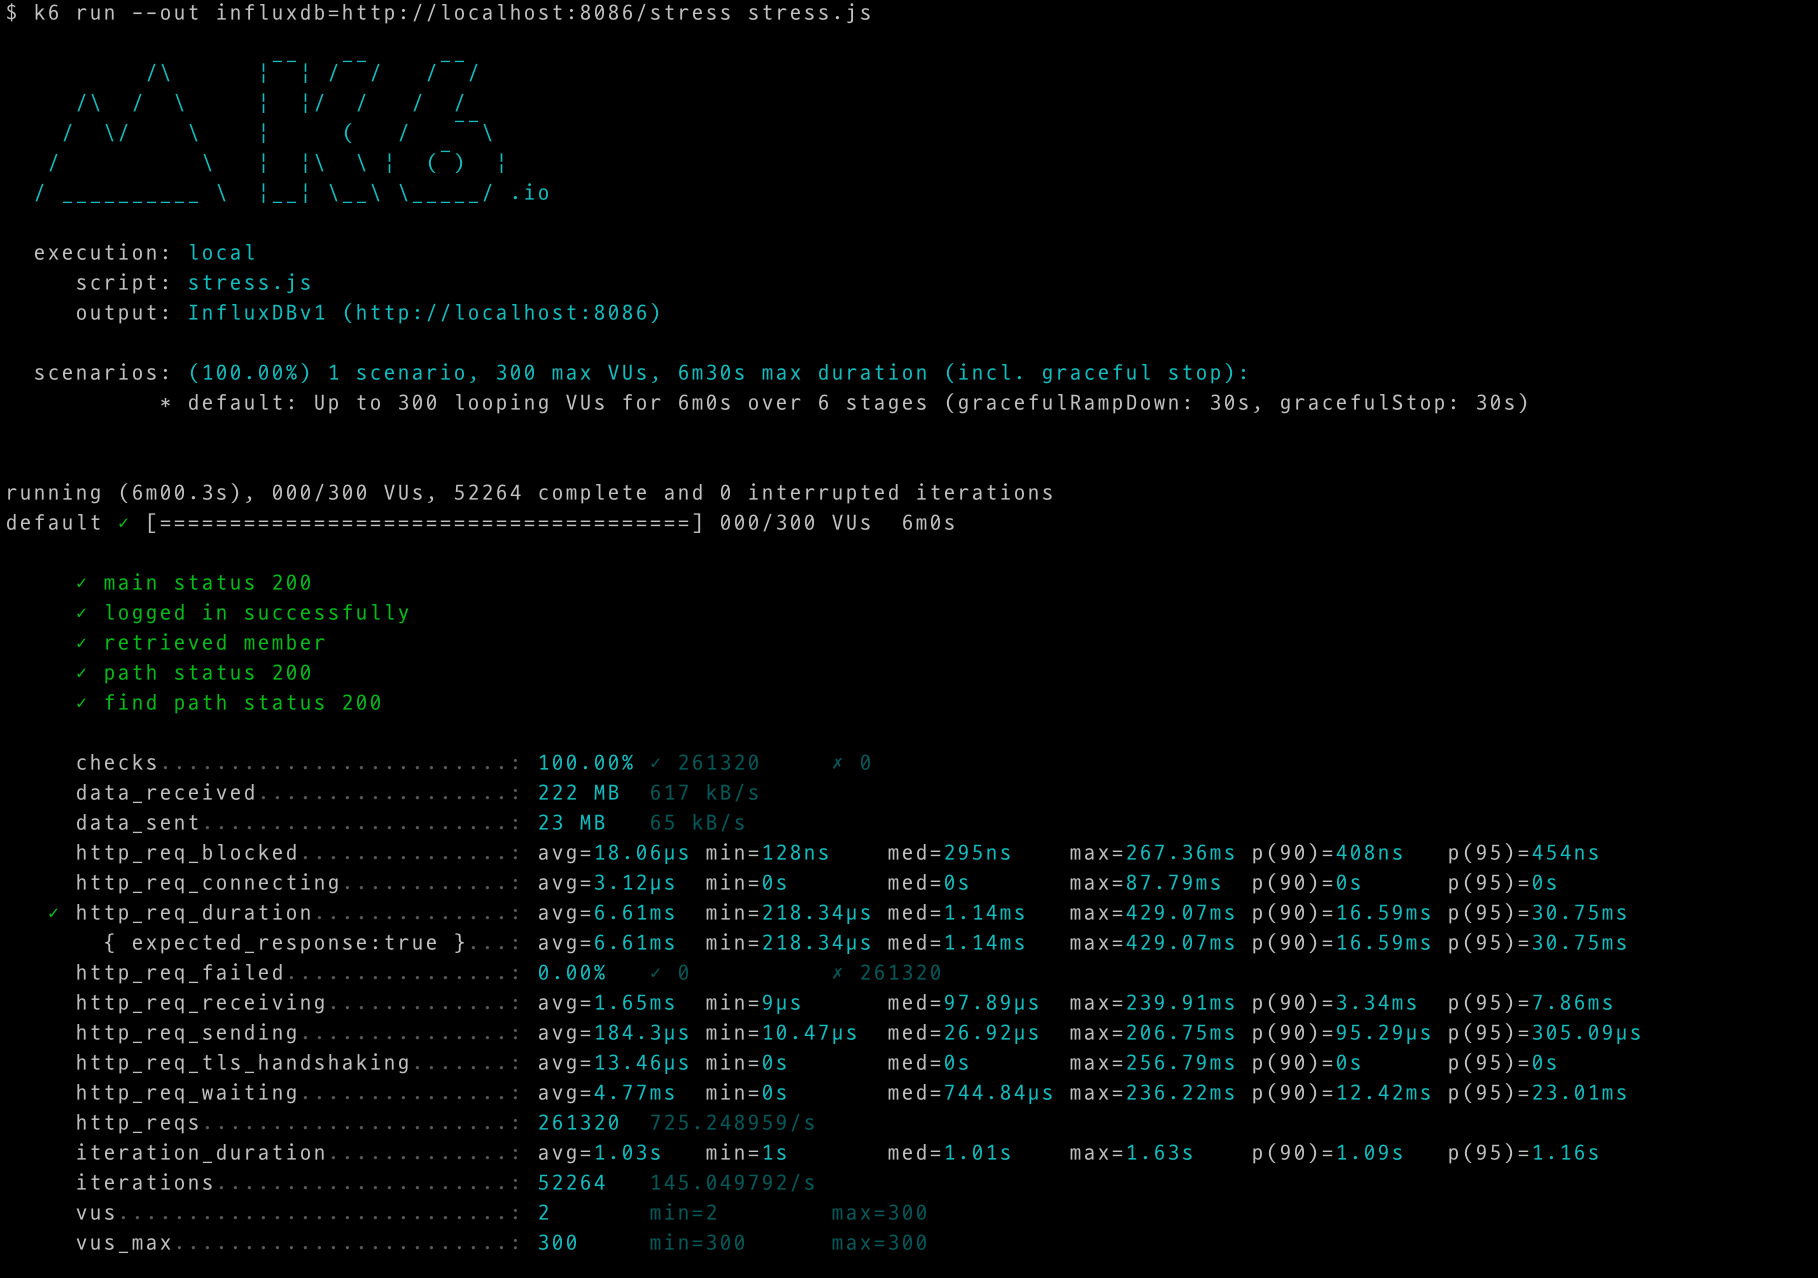 $ k6 run --out influxdb=http://localhost:8086/stress stress.js
          /\      |‾‾| /‾‾/   /‾‾/
     /\  /  \     |  |/  /   /  /
    /  \/    \    |     (   /   ‾‾\
   /          \   |  |\  \ |  (‾)  |
  / __________ \  |__| \__\ \_____/ .io
  execution: local
     script: stress.js
     output: InfluxDBv1 (http://localhost:8086)
  scenarios: (100.00%) 1 scenario, 300 max VUs, 6m30s max duration (incl. graceful stop):
           * default: Up to 300 looping VUs for 6m0s over 6 stages (gracefulRampDown: 30s, gracefulStop: 30s)
running (6m00.3s), 000/300 VUs, 52264 complete and 0 interrupted iterations
default ✓ [======================================] 000/300 VUs  6m0s
     ✓ main status 200
     ✓ logged in successfully
     ✓ retrieved member
     ✓ path status 200
     ✓ find path status 200
     checks.........................: 100.00% ✓ 261320     ✗ 0
     data_received..................: 222 MB  617 kB/s
     data_sent......................: 23 MB   65 kB/s
     http_req_blocked...............: avg=18.06µs min=128ns    med=295ns    max=267.36ms p(90)=408ns   p(95)=454ns
     http_req_connecting............: avg=3.12µs  min=0s       med=0s       max=87.79ms  p(90)=0s      p(95)=0s
   ✓ http_req_duration..............: avg=6.61ms  min=218.34µs med=1.14ms   max=429.07ms p(90)=16.59ms p(95)=30.75ms
       { expected_response:true }...: avg=6.61ms  min=218.34µs med=1.14ms   max=429.07ms p(90)=16.59ms p(95)=30.75ms
     http_req_failed................: 0.00%   ✓ 0          ✗ 261320
     http_req_receiving.............: avg=1.65ms  min=9µs      med=97.89µs  max=239.91ms p(90)=3.34ms  p(95)=7.86ms
     http_req_sending...............: avg=184.3µs min=10.47µs  med=26.92µs  max=206.75ms p(90)=95.29µs p(95)=305.09µs
     http_req_tls_handshaking.......: avg=13.46µs min=0s       med=0s       max=256.79ms p(90)=0s      p(95)=0s
     http_req_waiting...............: avg=4.77ms  min=0s       med=744.84µs max=236.22ms p(90)=12.42ms p(95)=23.01ms
     http_reqs......................: 261320  725.248959/s
     iteration_duration.............: avg=1.03s   min=1s       med=1.01s    max=1.63s    p(90)=1.09s   p(95)=1.16s
     iterations.....................: 52264   145.049792/s
     vus............................: 2       min=2        max=300
     vus_max........................: 300     min=300      max=300